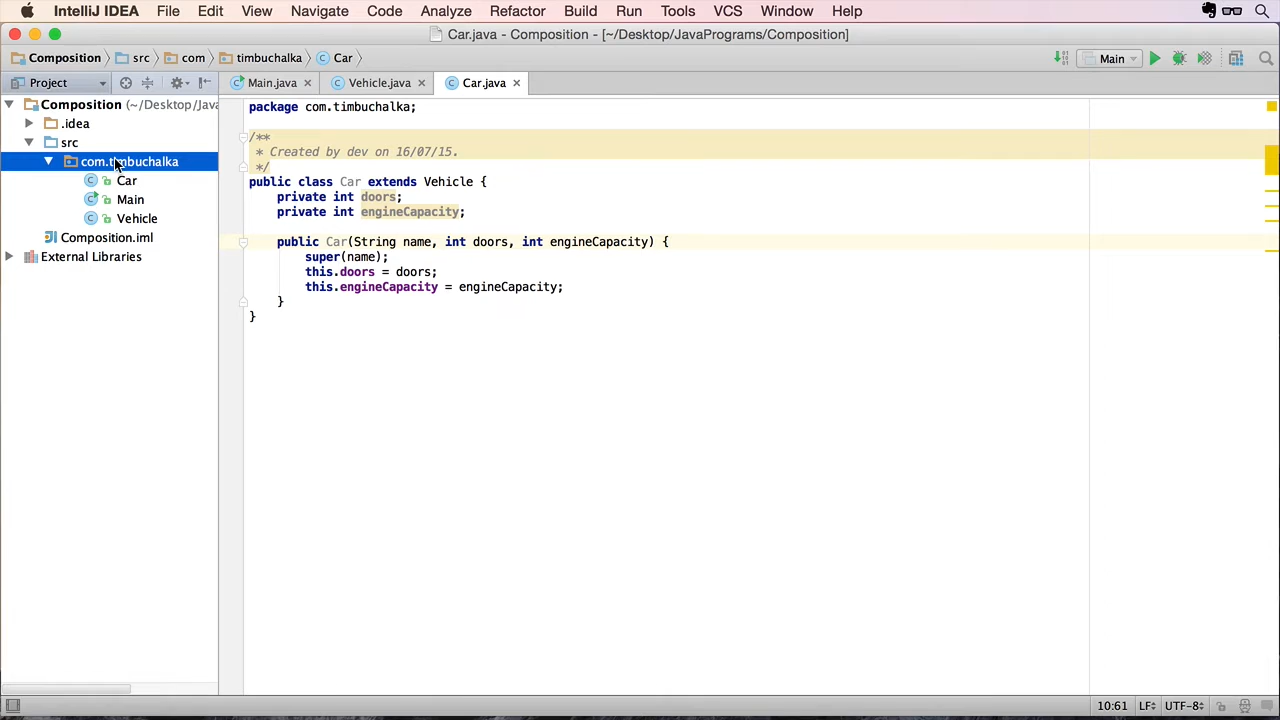 IntelliJ IDEA File Edit View Navigate Code Analyze Refactor Build Run Tools VCS Window Help
Car.java - Composition - [~/Desktop/JavaPrograms/Composition]
Composition src com timbuchalka Car Main
Project Main.java Vehicle.java Car.java
Composition (~/Desktop/Java
.idea
src
com.timbuchalka
Car
Main
Vehicle
Composition.iml
External Libraries
package com.timbuchalka;
/**
* Created by dev on 16/07/15.
*/
public class Car extends Vehicle {
private int doors;
private int engineCapacity;
public Car(String name, int doors, int engineCapacity) {
super(name);
this.doors = doors;
this.engineCapacity = engineCapacity;
}
}
10:61 LF UTF-8